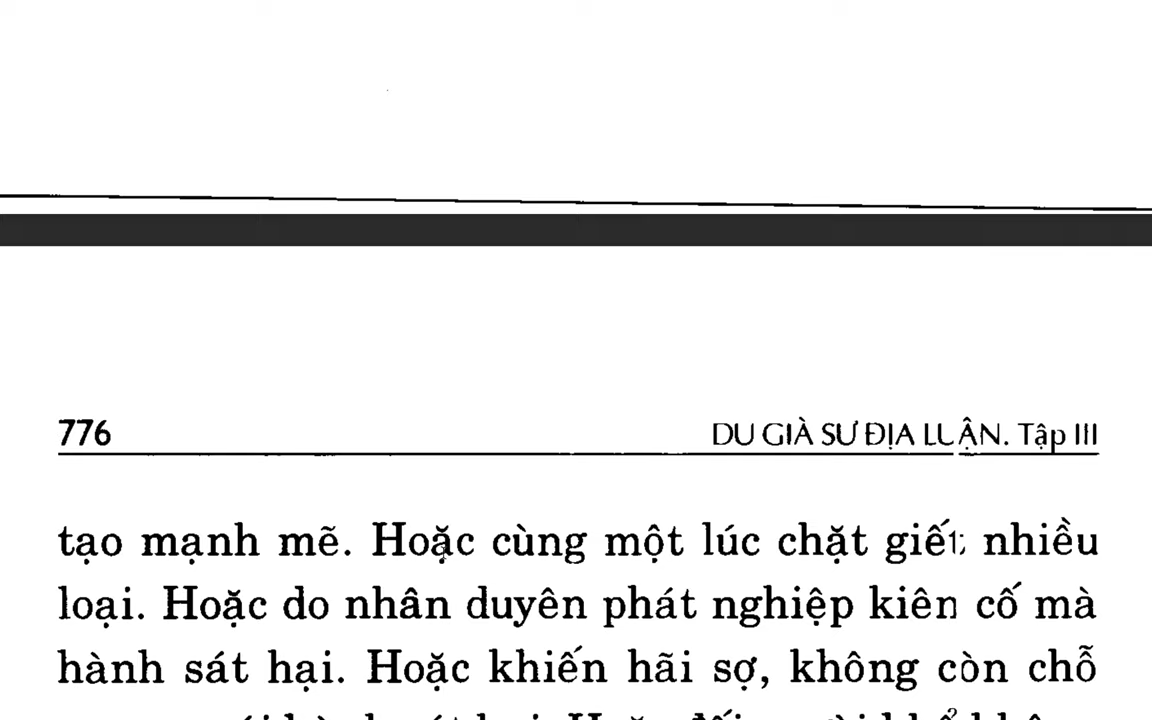 776
DU GIÀ SƯ ĐỊA LUẬN. Tập III
tạo mạnh mẽ. Hoặc cùng một lúc chặt giết nhiều
loại. Hoặc do nhân duyên phát nghiệp kiên cố mà
hành sát hại. Hoặc khiến hãi sợ, không còn chỗ